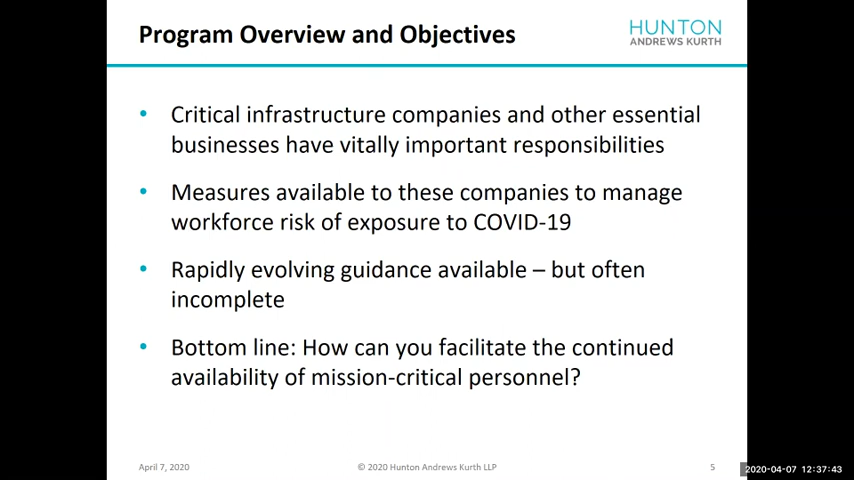 Program Overview and Objectives
HUNTON
ANDREWS KURTH
• Critical infrastructure companies and other essential
businesses have vitally important responsibilities
• Measures available to these companies to manage
workforce risk of exposure to COVID-19
• Rapidly evolving guidance available – but often
incomplete
• Bottom line: How can you facilitate the continued
availability of mission-critical personnel?
April 7, 2020
© 2020 Hunton Andrews Kurth LLP
5
2020-04-07 12:37:43